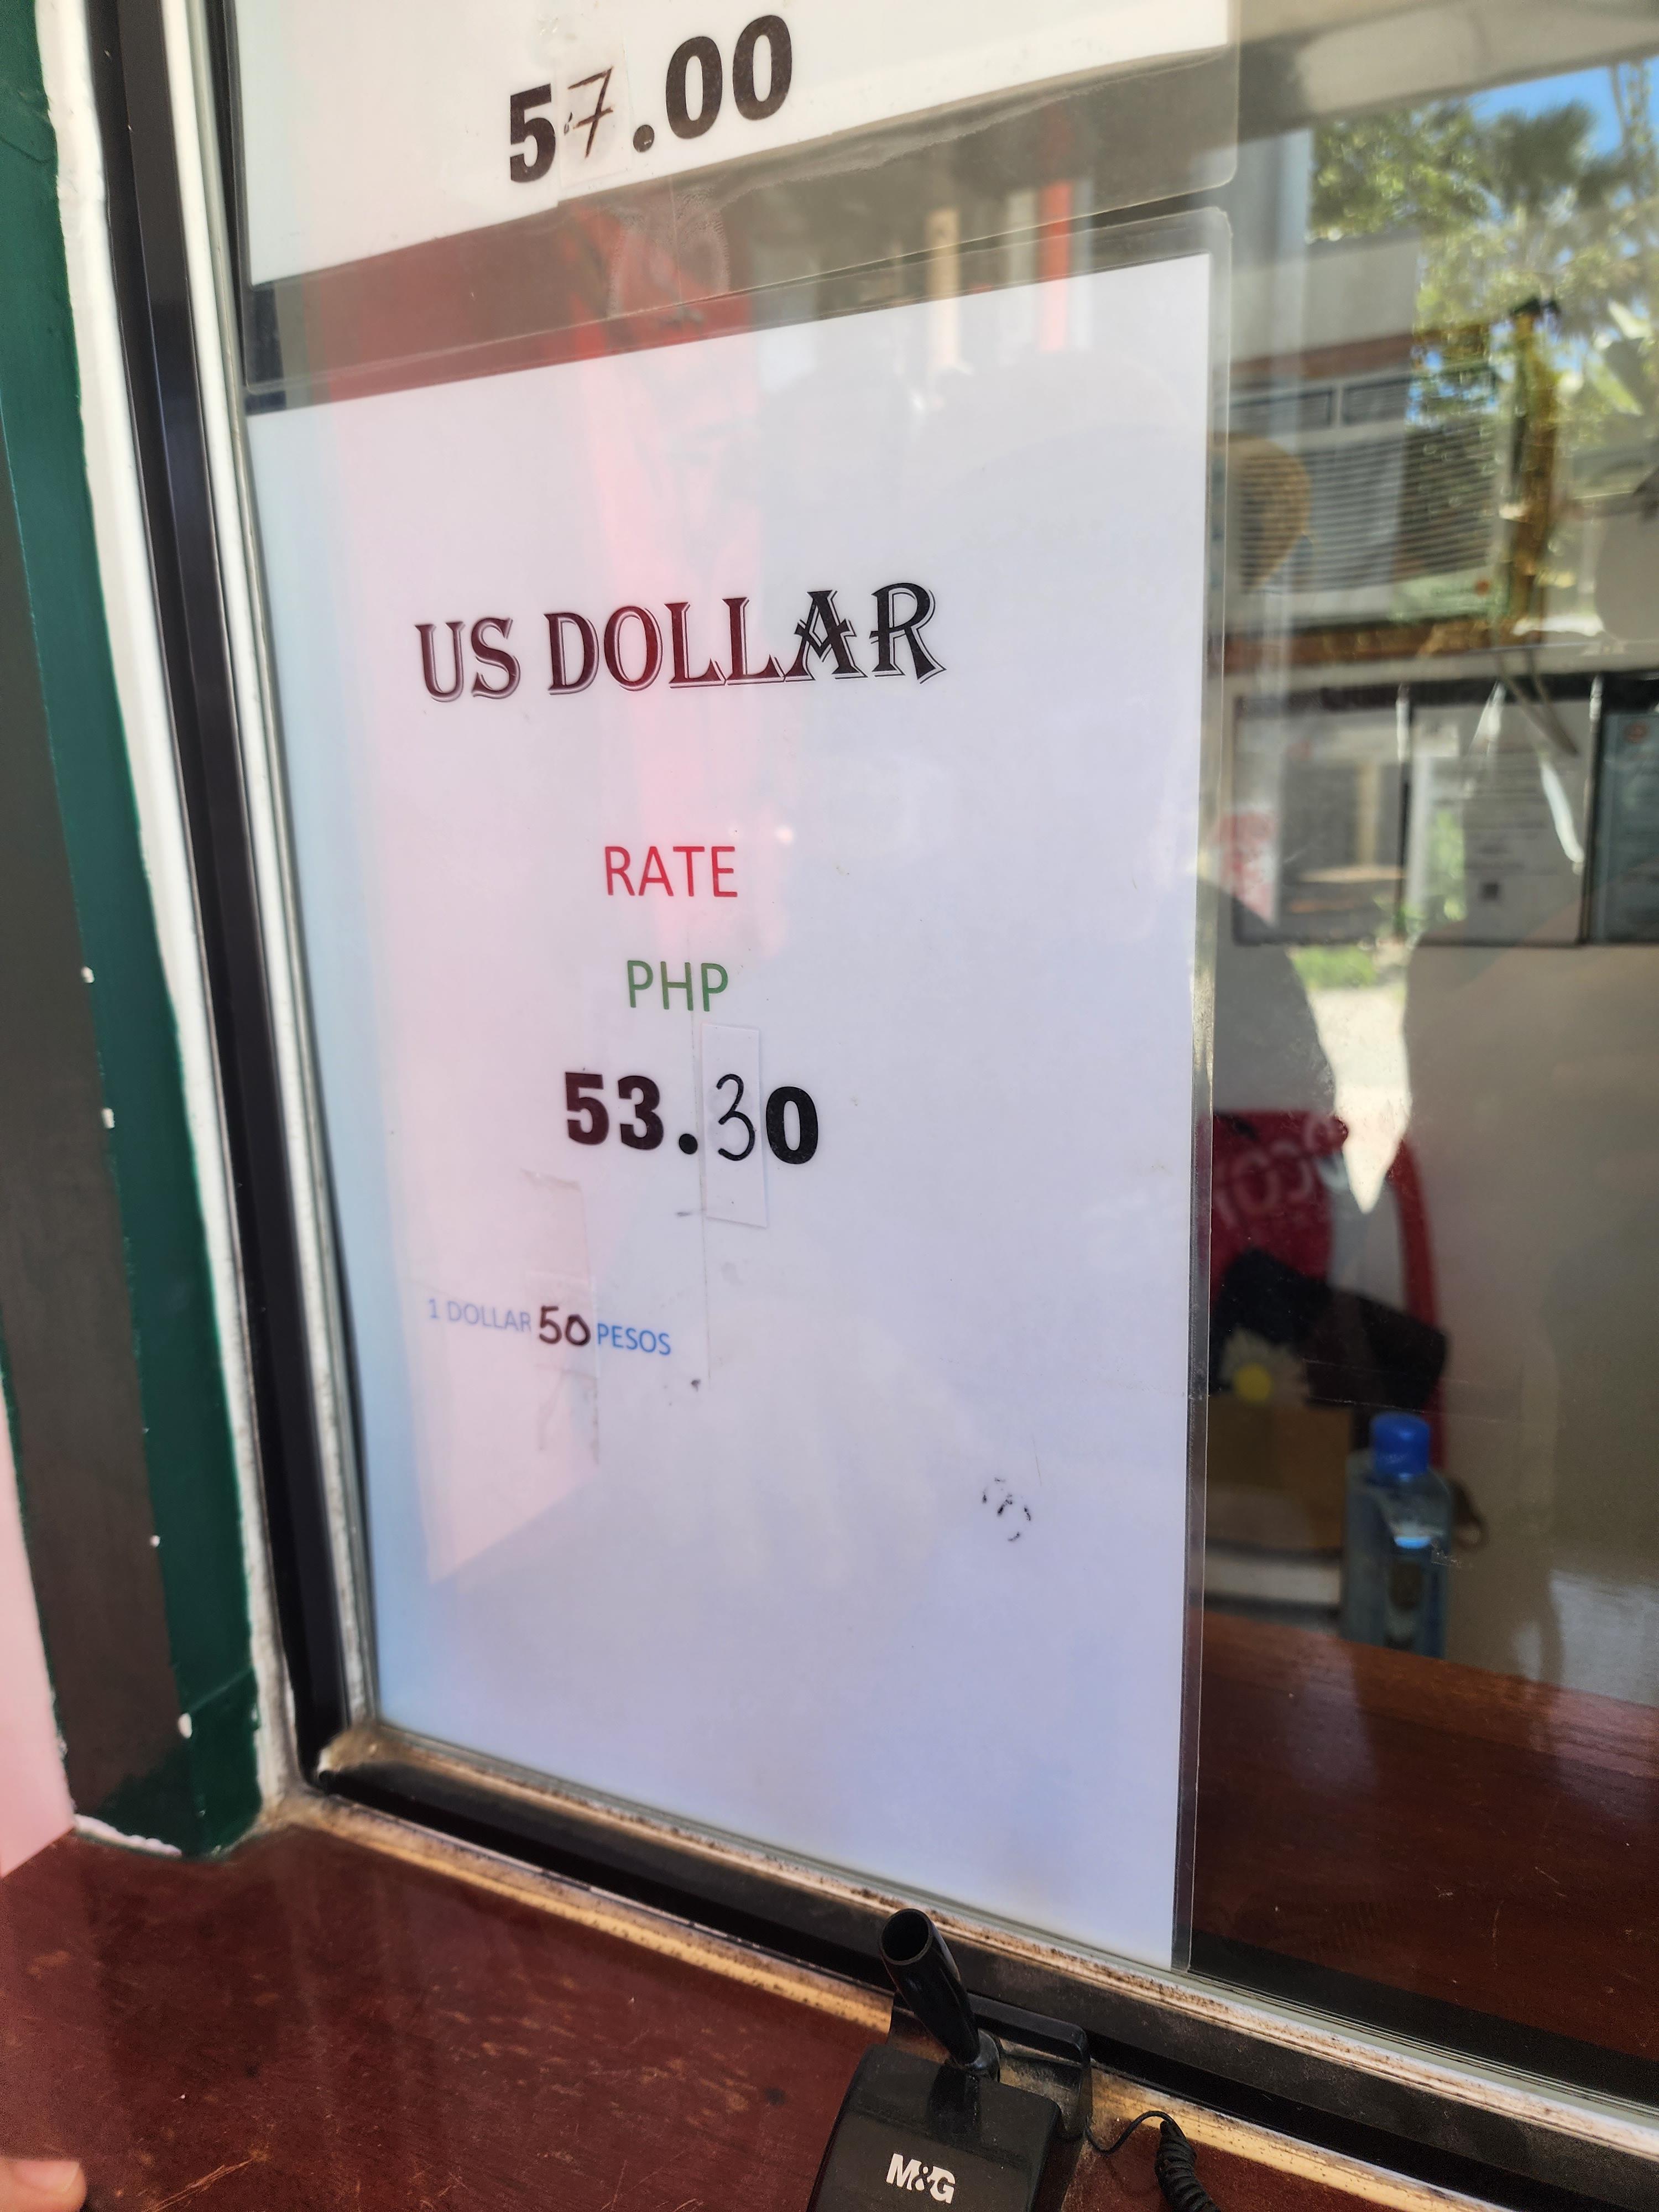 57.00
US DOLLAR
RATE
PHP
53.30
1 DOLLAR 50 PESOS
M&G